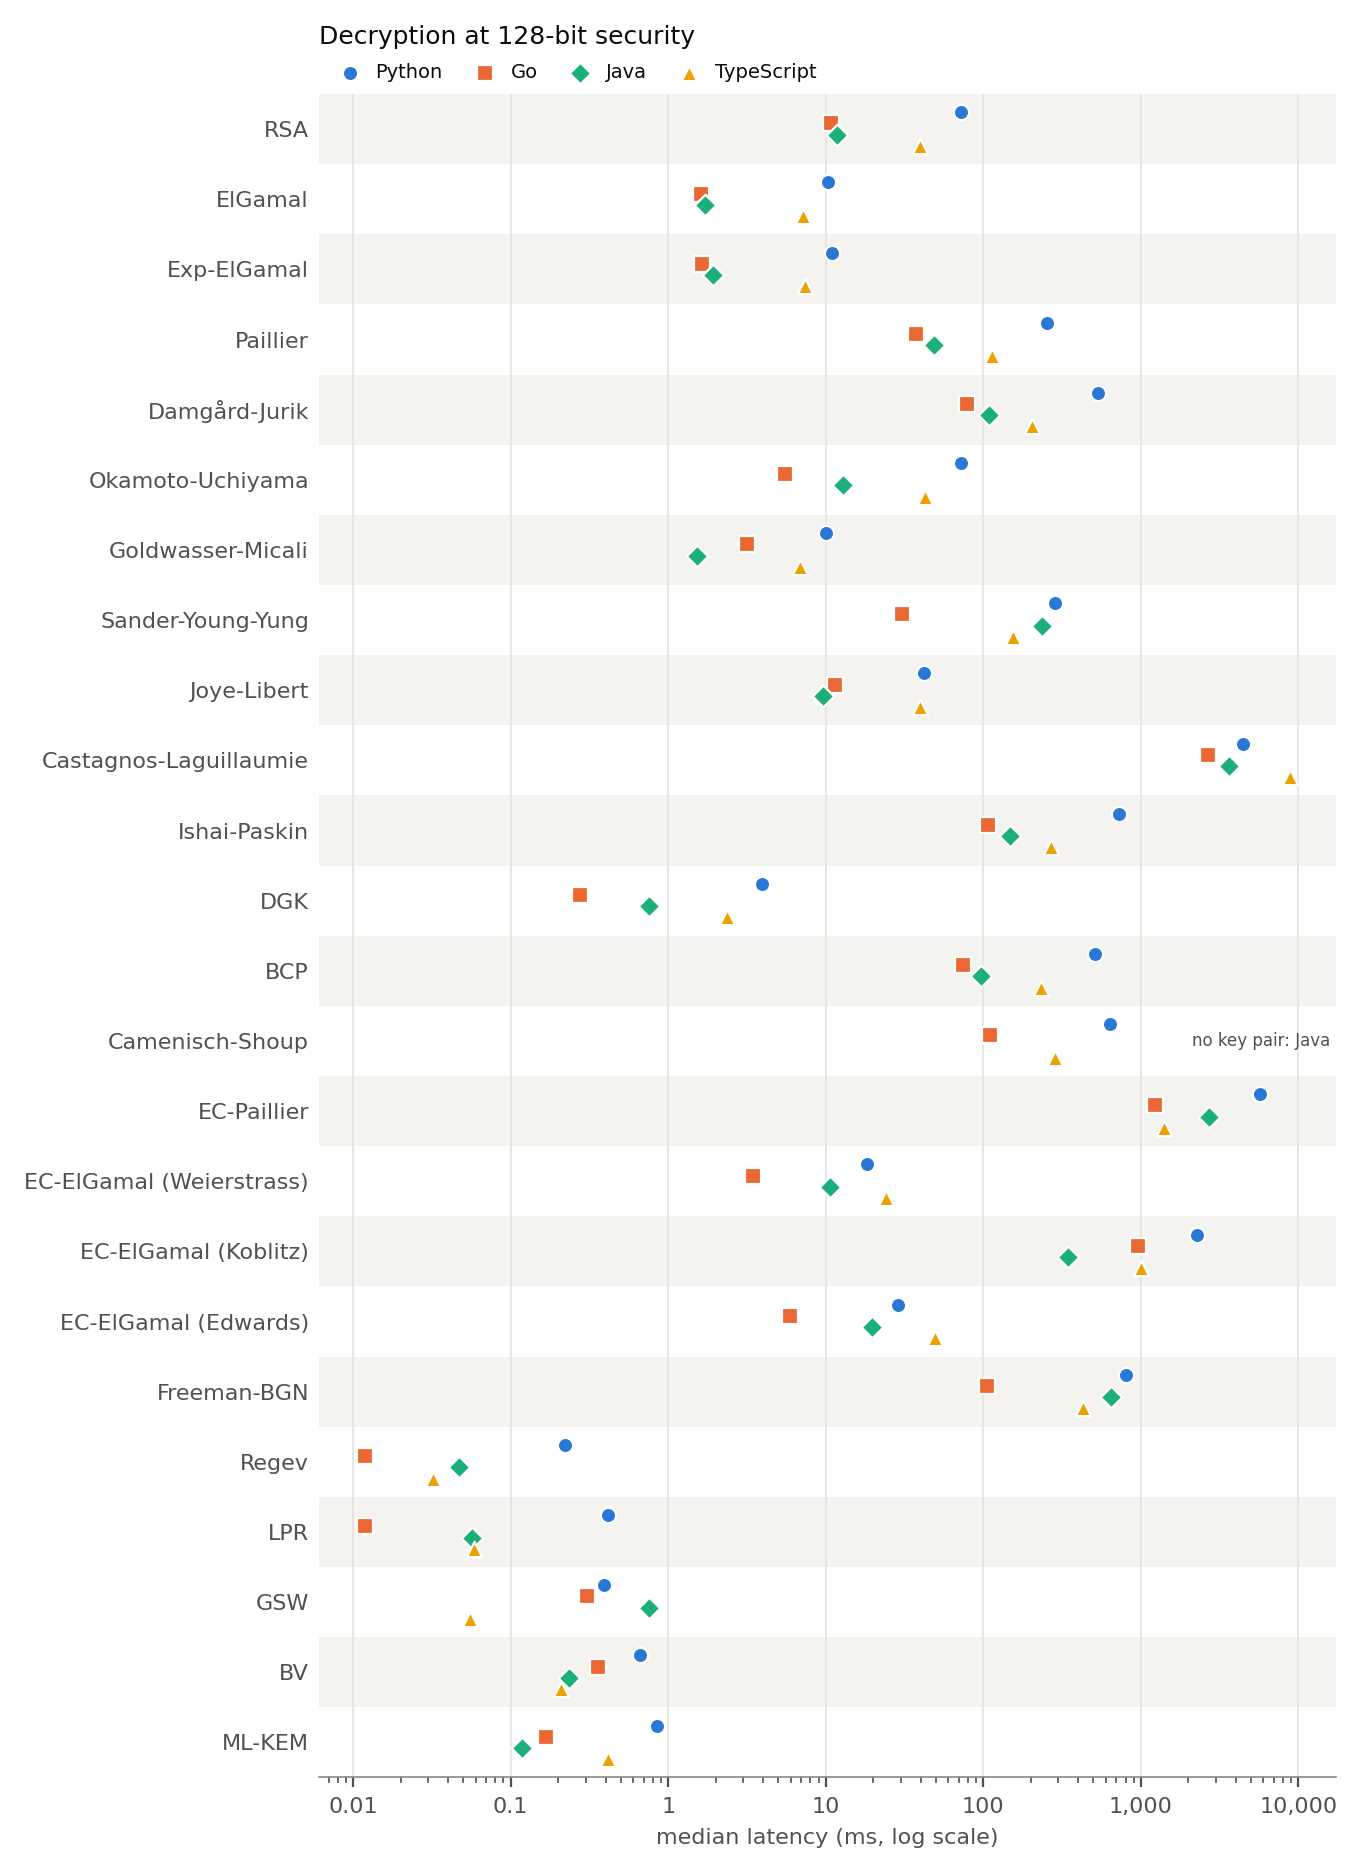 Decryption at 128-bit security
Python Go Java TypeScript
RSA
ElGamal
Exp-ElGamal
Paillier
Damgård-Jurik
Okamoto-Uchiyama
Goldwasser-Micali
Sander-Young-Yung
Joye-Libert
Castagnos-Laguillaumie
Ishai-Paskin
DGK
BCP
Camenisch-Shoup no key pair: Java
EC-Paillier
EC-ElGamal (Weierstrass)
EC-ElGamal (Koblitz)
EC-ElGamal (Edwards)
Freeman-BGN
Regev
LPR
GSW
BV
ML-KEM
0.01 0.1 1 10 100 1,000 10,000
median latency (ms, log scale)